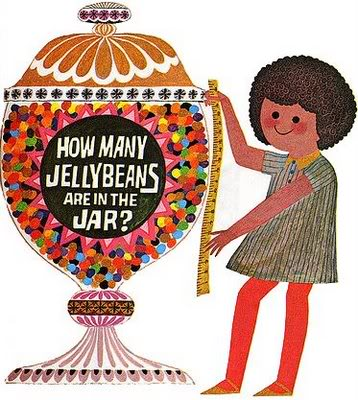 HOW MANY
JELLYBEANS
ARE IN THE
JAR?